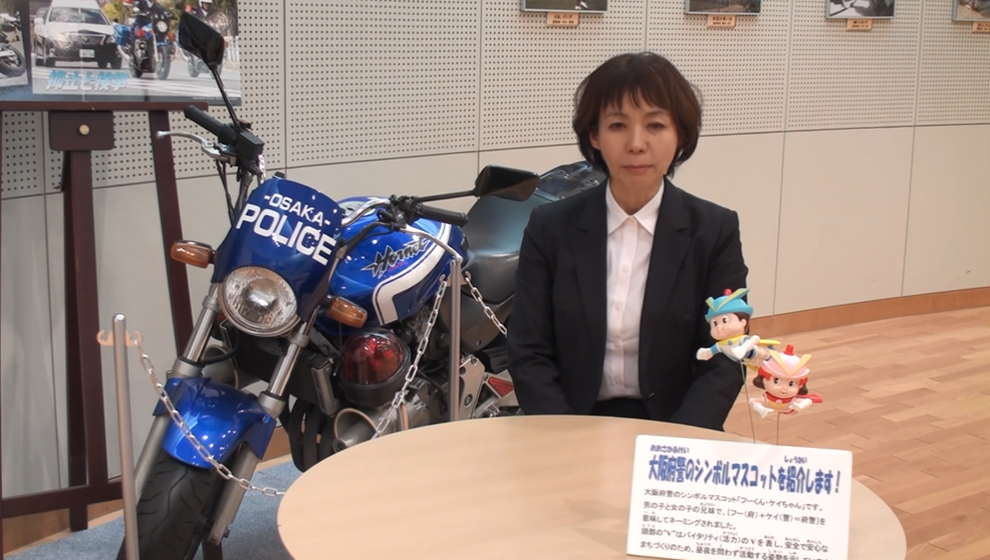 抑止と検挙
-OSAKA-
POLICE
Hornet
おおさかふけい しょうかい
大阪府警のシンボルマスコットを紹介します!
大阪府警のシンボルマスコット「フーくん・ケイちゃん」です。
男の子と女の子の兄妹で、[フー(府)+ケイ(警)=府警]を
意味してネーミングされました。
頭部の"V"はバイタリティ(活力)のVを表し、安全で安心な
まちづくりのため、昼夜を問わず活動する